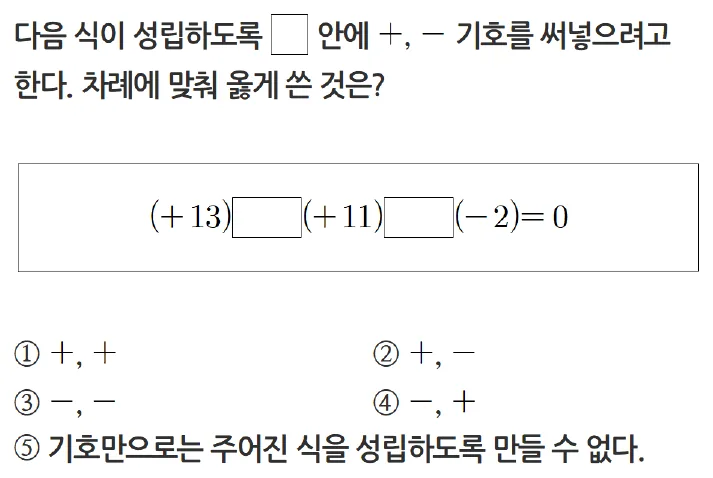 다음 식이 성립하도록 □ 안에 +, − 기호를 써넣으려고
한다. 차례에 맞춰 옳게 쓴 것은?
(+13)□(+11)□(−2)=0
① +, + ② +, −
③ −, − ④ −, +
⑤ 기호만으로는 주어진 식을 성립하도록 만들 수 없다.